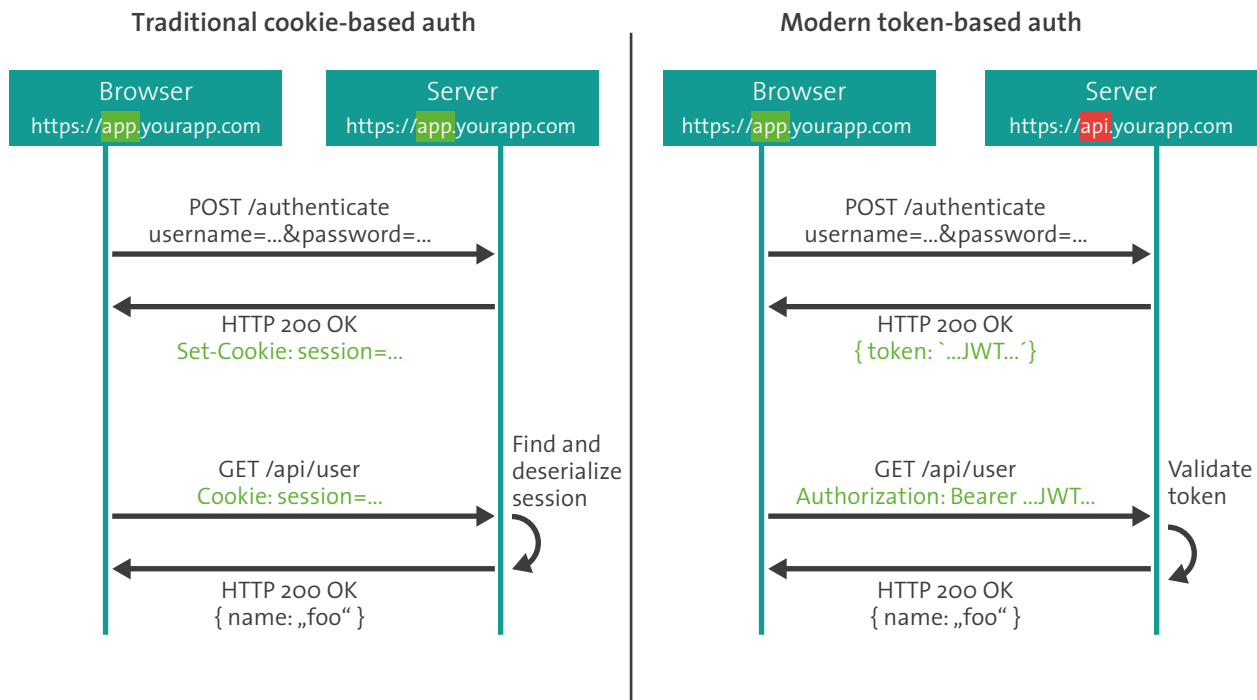 Traditional cookie-based auth
Browser
https://app.yourapp.com
Server
https://app.yourapp.com
POST /authenticate
username=...&password=...
HTTP 200 OK
Set-Cookie: session=...
Find and
deserialize
session
GET /api/user
Cookie: session=...
HTTP 200 OK
{ name: „foo“ }
Modern token-based auth
Browser
https://app.yourapp.com
Server
https://api.yourapp.com
POST /authenticate
username=...&password=...
HTTP 200 OK
{ token: `...JWT...´}
GET /api/user
Authorization: Bearer ...JWT...
Validate
token
HTTP 200 OK
{ name: „foo“ }